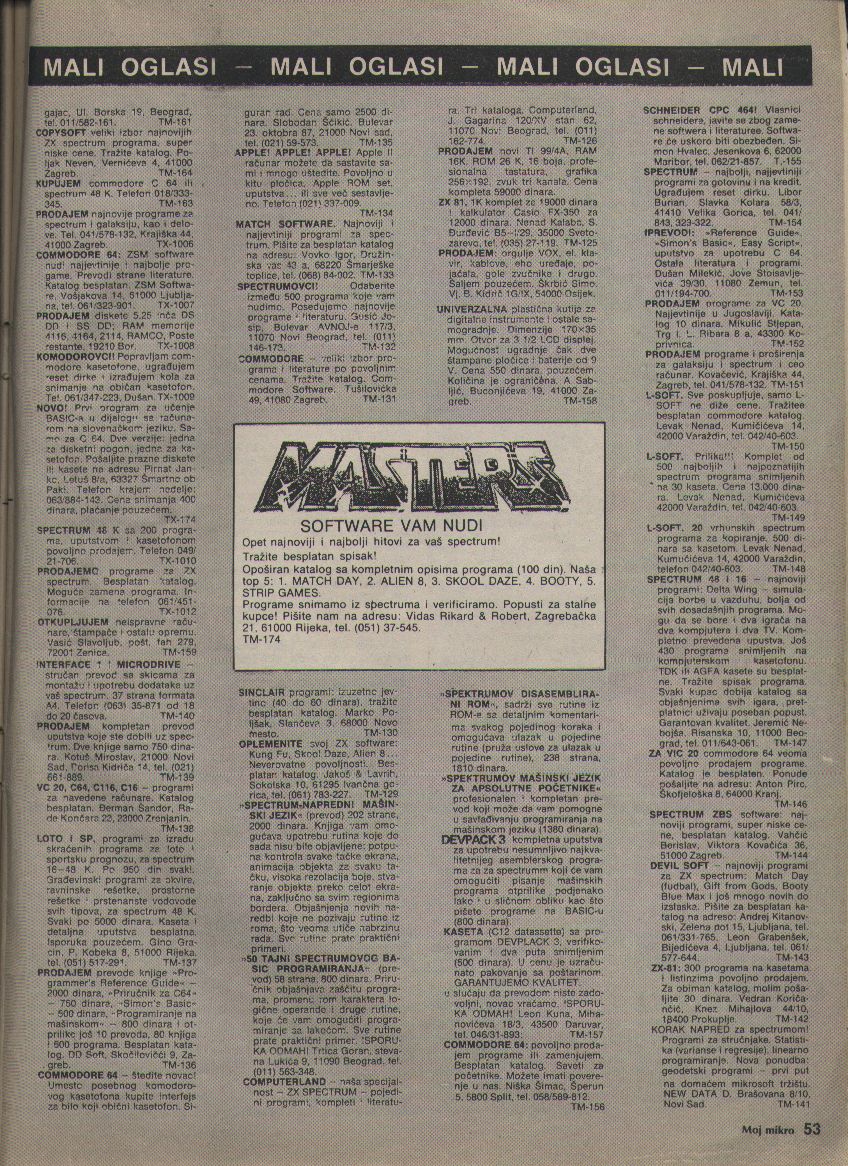 MALI OGLASI – MALI OGLASI – MALI OGLASI – MALI
gajac, Ul. Borska 19, Beograd,
tel. 011/582-161. TM-161
COPYSOFT veliki izbor najnovijih
ZX spectrum programa, super
niske cene. Tražite katalog. Po-
ljak Neven, Vernićeva 4, 41000
Zagreb. TM-164
KUPUJEM commodore C 64 ili
spectrum 48 K. Telefon 018/333-
345. TM-163
PRODAJEM najnovije programe za
spectrum i galaksiju, kao i delo-
ve. Tel. 041/578-132, Krajiška 44,
41000 Zagreb. TX-1006
COMMODORE 64: ZSM software
nudi najjevtinije i najbolje pro-
grame. Prevodi strane literature.
Katalog besplatan. ZSM Softwa-
re, Vošjakova 14, 61000 Ljublja-
na, tel. 061/323-901. TX-1007
PRODAJEM diskete 5,25 inča DS
DD i SS DD; RAM memorije
4116, 4164, 2114, RAMCO, Poste
restante, 19210 Bor. TX-1008
KOMODOROVCI! Popravljam com-
modore kasetofone, ugrađujem
reset dirke i izrađujem kola za
snimanje na običan kasetofon.
Tel. 061/347-223, Dušan. TX-1009
NOVO! Prvi program za učenje
BASIC-a u dijalogu sa računa-
rom na slovenačkom jeziku. Sa-
mo za C 64. Dve verzije: jedna
za disketni pogon, jedna za ka-
setofon. Pošaljite prazne diskete
ili kasete na adresu Pirnat Jan-
ko, Letuš 8/a, 63327 Šmartno ob
Paki. Telefon krajem nedelje:
063/880-143. Cena snimanja 400
dinara, plaćanje pouzećem.
TX-174
SPECTRUM 48 K sa 200 progra-
ma, uputstvom i kasetofonom
povoljno prodajem. Telefon 049/
21-706. TX-1010
PRODAJEMO programe za ZX
spectrum. Besplatan katalog.
Moguća zamena programa. In-
formacije na telefon 061/451-
076. TX-1012
OTKUPLJUJEM neispravne raču-
nare, štampače i ostalu opremu.
Vasić Slavoljub, pošt. fah 279,
72001 Zenica. TM-159
INTERFACE 1 I MICRODRIVE –
stručan prevod sa skicama za
montažu i upotrebu dodataka uz
vaš spectrum, 37 strana formata
A4. Telefon (063) 35-871 od 18
do 20 časova. TM-140
PRODAJEM kompletan prevod
uputstva koje ste dobili uz spec-
trum. Dve knjige samo 750 dina-
ra. Kotuš Miroslav, 21000 Novi
Sad, Borisa Kidriča 14, tel. (021)
661-889. TM-139
VC 20, C64, C116, C16 – programi
za navedene računare. Katalog
besplatan. Berman Sandor, Ra-
de Končara 23, 23000 Zrenjanin.
TM-138
LOTO I SP, programi za izradu
skraćenih programa za loto i
sportsku prognozu, za spectrum
16–48 K. Po 950 din svaki.
Građevinski programi za okvire,
ravninske rešetke, prostorne
rešetke i prstenaste vodovode
svih tipova, za spectrum 48 K.
Svaki po 5000 dinara. Kaseta i
detaljna uputstva besplatna.
Isporuka pouzećem. Gino Gra-
cin, P. Kobeka 8, 51000 Rijeka,
tel. (051) 517-291. TM-137
PRODAJEM prevode knjige »Pro-
grammer's Reference Guide« –
2000 dinara, »Priručnik za C64«
– 750 dinara, »Simon's Basic«
– 500 dinara, »Programiranje na
mašinskom« – 800 dinara i ot-
prilike još 10 prevoda, 80 knjiga
i 500 programa. Besplatan kata-
log. DD Soft, Skočilovići 9, Za-
greb. TM-136
COMMODORE 64 – štedite novac!
Umesto posebnog komodoro-
vog kasetofona kupite interfejs
za bilo koji obični kasetofon. Si-
guran rad. Cena samo 2500 di-
nara. Slobodan Ščikić, Bulevar
23. oktobra 87, 21000 Novi sad,
tel. (021) 59-573. TM-135
APPLE! APPLE! APPLE! Apple II
računar možete da sastavite sa-
mi i mnogo uštedite. Povoljno u
kitu pločica, Apple ROM set,
uputstva... ili sve već sestavlje-
no. Telefon (021) 337-009.
TM-134
MATCH SOFTWARE. Najnoviji i
najjevtiniji programi za spec-
trum. Pišite za besplatan katalog
na adresu: Vovko Igor, Družin-
ska vas 43 a, 68220 Šmarješke
toplice, tel. (068) 84-002. TM-133
SPECTRUMOVCI! Odaberite
između 500 programa koje vam
nudimo. Posedujemo najnovije
programe i literaturu. Gusić Jo-
sip, Bulevar AVNOJ-a 117/3,
11070 Novi Beograd, tel. (011)
146-173. TM-132
COMMODORE – veliki izbor pro-
grama i literature po povoljnim
cenama. Tražite katalog. Com-
modore Software. Tušilovićka
49, 41080 Zagreb. TM-131
ra. Tri kataloga. Computerland,
J. Gagarina 120/XV stan 62,
11070 Novi Beograd, tel. (011)
162-774. TM-126
PRODAJEM novi TI 99/4A, RAM
16K, ROM 26 K, 16 boja, profe-
sionalna tastatura, grafika
256×192, zvuk tri kanala. Cena
kompleta 59000 dinara.
ZX 81, 1K komplet za 19000 dinara
i kalkulator Casio FX-350 za
12000 dinara. Nenad Kalabić, S.
Đurđević B5–1/29, 35000 Sveto-
zarevo, tel. (035) 27-119. TM-125
PRODAJEM: orgulje VOX, el. kla-
vir, kablove, eho uređaje, po-
jačala, gole zvučnike i drugo.
Šaljem pouzećem. Škrbić Simo,
Vj. B. Kidrič 1G/IX, 54000 Osijek.
UNIVERZALNA plastična kutija za
digitalne instrumente i ostale sa-
mogradnje. Dimenzije 170×35
mm. Otvor za 3 1/2 LCD displej.
Mogućnost ugradnje čak dve
štampane pločice i baterije od 9
V. Cena 550 dinara, pouzećem.
Količina je ograničena. A. Sab-
ljić, Buconjićeva 19, 41000 Za-
greb. TM-158
MASTERS
SOFTWARE VAM NUDI
Opet najnoviji i najbolji hitovi za vaš spectrum!
Tražite besplatan spisak!
Opoširan katalog sa kompletnim opisima programa (100 din). Naša
top 5: 1. MATCH DAY, 2. ALIEN 8, 3. SKOOL DAZE, 4. BOOTY, 5.
STRIP GAMES.
Programe snimamo iz spectruma i verificiramo. Popusti za stalne
kupce! Pišite nam na adresu: Vidas Rikard & Robert, Zagrebačka
21, 61000 Rijeka, tel. (051) 37-545.
TM-174
SINCLAIR programi: izuzetno jev-
tino (40 do 60 dinara), tražite
besplatan katalog. Marko Po-
ljšak, Slančeva 3, 68000 Novo
mesto. TM-130
OPLEMENITE svoj ZX software:
Kung Fu, Skool Daze, Alien 8...
Neverovatne povoljnosti. Bes-
platan katalog. Jakoš & Lavrih,
Sokolska 10, 61295 Ivančna go-
rica, tel. (061) 783-227. TM-129
»SPECTRUM-NAPREDNI MAŠIN-
SKI JEZIK« (prevod) 202 strane,
2000 dinara. Knjiga vam omo-
gućava upotrebu rutina koje do
sada nisu bile objavljene: potpu-
na kontrola svake tačke ekrana,
animacija objekta za svaku ta-
čku, visoka rezolacija boje, stva-
ranje objekta preko celot ekra-
na, zaključno sa svim regionima
bordera. Objašnjenja novih na-
redbi koje ne pozivaju rutine iz
roma, što veoma utiče nabrzinu
rada. Sve rutine prate praktični
primeri.
»50 TAJNI SPECTRUMOVOG BA-
SIC PROGRAMIRANJA« (pre-
vod) 58 strana, 800 dinara. Priru-
čnik objašnjava zaščitu progra-
ma, promenu rom karaktera lo-
gične operande i druge rutine,
koje će vam omogućiti progra-
miranje sa lakoćom. Sve rutine
prate praktični primer. ISPORU-
KA ODMAH! Trtica Goran, steva-
na Lukića 9, 11090 Beograd, tel.
(011) 563-348.
COMPUTERLAND – naša specijal-
nost – ZX SPECTRUM – pojedi-
ni programi, kompleti i literatu-
»SPEKTRUMOV DISASEMBLIRA-
NI ROM«, sadrži sve rutine iz
ROM-a sa detaljnim komentari-
ma svakog pojedinog koraka i
omogućava ulazak u pojedine
rutine (pruža uslove za ulazak u
pojedine rutine), 238 strana,
1810 dinara.
»SPEKTRUMOV MAŠINSKI JEZIK
ZA APSOLUTNE POČETNIKE«
profesionalen i kompletan pre-
vod koji može da vam pomogne
u savlađivanju programiranja na
mašinskom jeziku (1380 dinara).
DEVPACK 3 kompletna uputstva
za upotrebu nesumnljivo najkva-
litetnijeg asemblerskog progra-
ma za za spectrumm koji će vam
omogućiti pisanje mašinskih
programa otprilike podjenako
lako i u sličnom obliku kao što
pišete programe na BASIC-u
(800 dinara).
KASETA (C12 datassette) sa pro-
gramom DEVPLACK 3, verifiko-
vanim i dva puta snimljenim
(500 dinara). U cenu je uzraču-
nato pakovanje sa poštarinom.
GARANTUJEMO KVALITET,
u slučaju da prevodom niste zado-
voljni, novac vraćamo. !SPORU-
KA ODMAH! Leon Kuna, Miha-
novićeva 18/3, 43500 Daruvar,
tel. 046/31-893. TM-157
COMMODORE 64: povoljno proda-
jem programe ili zamenjujem.
Besplatan katalog. Saveti za
početnike. Možete imati povere-
nje u nas. Niška Šimac, Šperun
5, 5800 Split, tel. 058/589-812.
TM-156
SCHNEIDER CPC 464! Vlasnici
schneidera, javite se zbog zame-
ne softwera i literaturee. Softwa-
re će uskoro biti obezbeđen. Si-
mon Hvalec, Jesenkova 6, 62000
Maribor, tel. 062/21-857. T.-155
SPECTRUM – najbolji, najjevtiniji
programi za gotovinu i na kredit.
Ugrađujem reset dirku. Libor
Burian, Slavka Kolara 58/3,
41410 Velika Gorica, tel. 041/
843, 323-322. TM-154
!PREVODI!: »Reference Guide«,
»Simon's Basic«, Easy Script«,
uputstvo za upotrebu C 64.
Ostala literatura i programi.
Dušan Milekić, Jove Stoisavlje-
vića 39/30, 11080 Zemun, tel.
011/194-700. TM-153
PRODAJEM programe za VC 20.
Najjevtinije u Jugoslaviji. Kata-
log 10 dinara. Mikulić Stjepan,
Trg I. L. Ribara 8 a, 43300 Ko-
privnica. TM-152
PRODAJEM programe i proširenja
za galaksiju i spectrum i ceo
računar. Kovačević, Krajiška 44,
Zagreb, tel. 041/578-132. TM-151
L-SOFT. Sve poskupljuje, samo L-
SOFT ne diže cene. Tražitee
besplatan commodore katalog.
Levak Nenad, Kumičićeva 14,
42000 Varaždin, tel. 042/40-603.
TM-150
L-SOFT. Prilika!!! Komplet od
500 najboljih i najpoznatijih
spectrum programa snimljenih
na 30 kaseta. Cena 13.000 dina-
ra. Levak Nenad, Kumičićeva
42000 Varaždin, tel. 042/40-603.
TM-149
L-SOFT. 20 vrhunskih spectrum
programa za kopiranje, 500 di-
nara sa kasetom. Levak Nenad,
Kumučićeva 14, 42000 Varaždin,
telefon 042/40-603. TM-148
SPECTRUM 48 i 16 – najnoviji
programi: Delta Wing – simula-
cija borbe u vazduhu, bolja od
svih dosadašnjih programa. Mo-
gu da se bore i dva igrača na
dva kompjutera i dva TV. Kom-
pletno prevedena uputstva. Još
430 programa snimljenih na
kompjuterskom kasetofonu.
TDK ili AGFA kasete su besplat-
ne. Tražite spisak programa.
Svaki kupac dobija katalog sa
objašnjenima svih igara, pret-
platnici uživaju poseban popust.
Garantovan kvalitet. Jeremić Ne-
bojša, Risanska 10, 11000 Beo-
grad, tel. 011/643-061. TM-147
ZA VIC 20 commodore 64 veoma
povoljno prodajem programe.
Katalog je besplaten. Ponude
pošaljite na adresu: Anton Pirc,
Škofjeloška 8, 64000 Kranj.
TM-146
SPECTRUM ZBS software: naj-
noviji programi, super niske ce-
ne, besplatan katalog. Vahčić
Berislav, Viktora Kovačića 36,
51000 Zagreb. TM-144
DEVIL SOFT – najnoviji programi
za ZX spectrum: Match Day
(fudbal), Gift from Gods, Booty
Blue Max i još mnogo novih do
izslaska. Pišite za besplatan ka-
talog na adreso: Andrej Kitanov-
ski, Zelena dot 15, Ljubljana, tel.
061/331-765, Leon Grabenšek,
Bijedićeva 4, Ljubljana, tel. 061/
577-644. TM-143
ZX-81: 300 programa na kasetama
i listinzima povoljno prodajem.
Za obiman katalog, molim poša-
ljite 30 dinara. Vedran Koriča-
nčić, Knez Mihajlova 44/10,
18400 Prokuplje. TM-142
KORAK NAPRED za spectrumom!
Programi za stručnjake. Statisti-
ka (varianse i regresije), linearno
programiranje. Nova ponudba:
geodetski programi – prvi put
na domaćem mikrosoft tržištu.
NEW DATA D. Brašovana 8/10,
Novi Sad. TM-141
Moj mikro 53